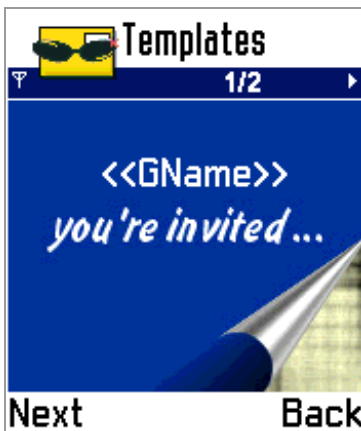 Templates
1/2
<<GName>>
you're invited ...
Next Back